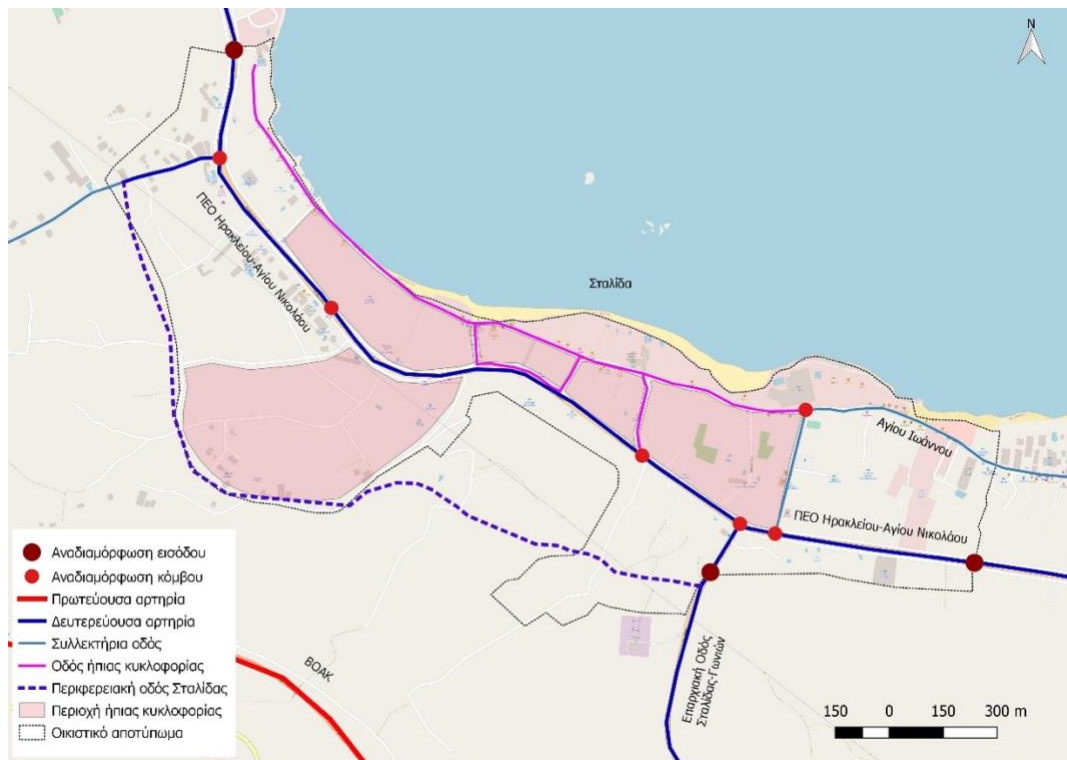 N
ΠΕΟ Ηρακλείου-Αγίου Νικολάου
Σταλίδα
Αγίου Ιωάννου
ΠΕΟ Ηρακλείου-Αγίου Νικολάου
Επαρχιακή Οδός
Σταλίδας-Γωνιών
ΒΟΑΚ
Αναδιαμόρφωση εισόδου
Αναδιαμόρφωση κόμβου
Πρωτεύουσα αρτηρία
Δευτερεύουσα αρτηρία
Συλλεκτήρια οδός
Οδός ήπιας κυκλοφορίας
Περιφερειακή οδός Σταλίδας
Περιοχή ήπιας κυκλοφορίας
Οικιστικό αποτύπωμα
150 0 150 300 m